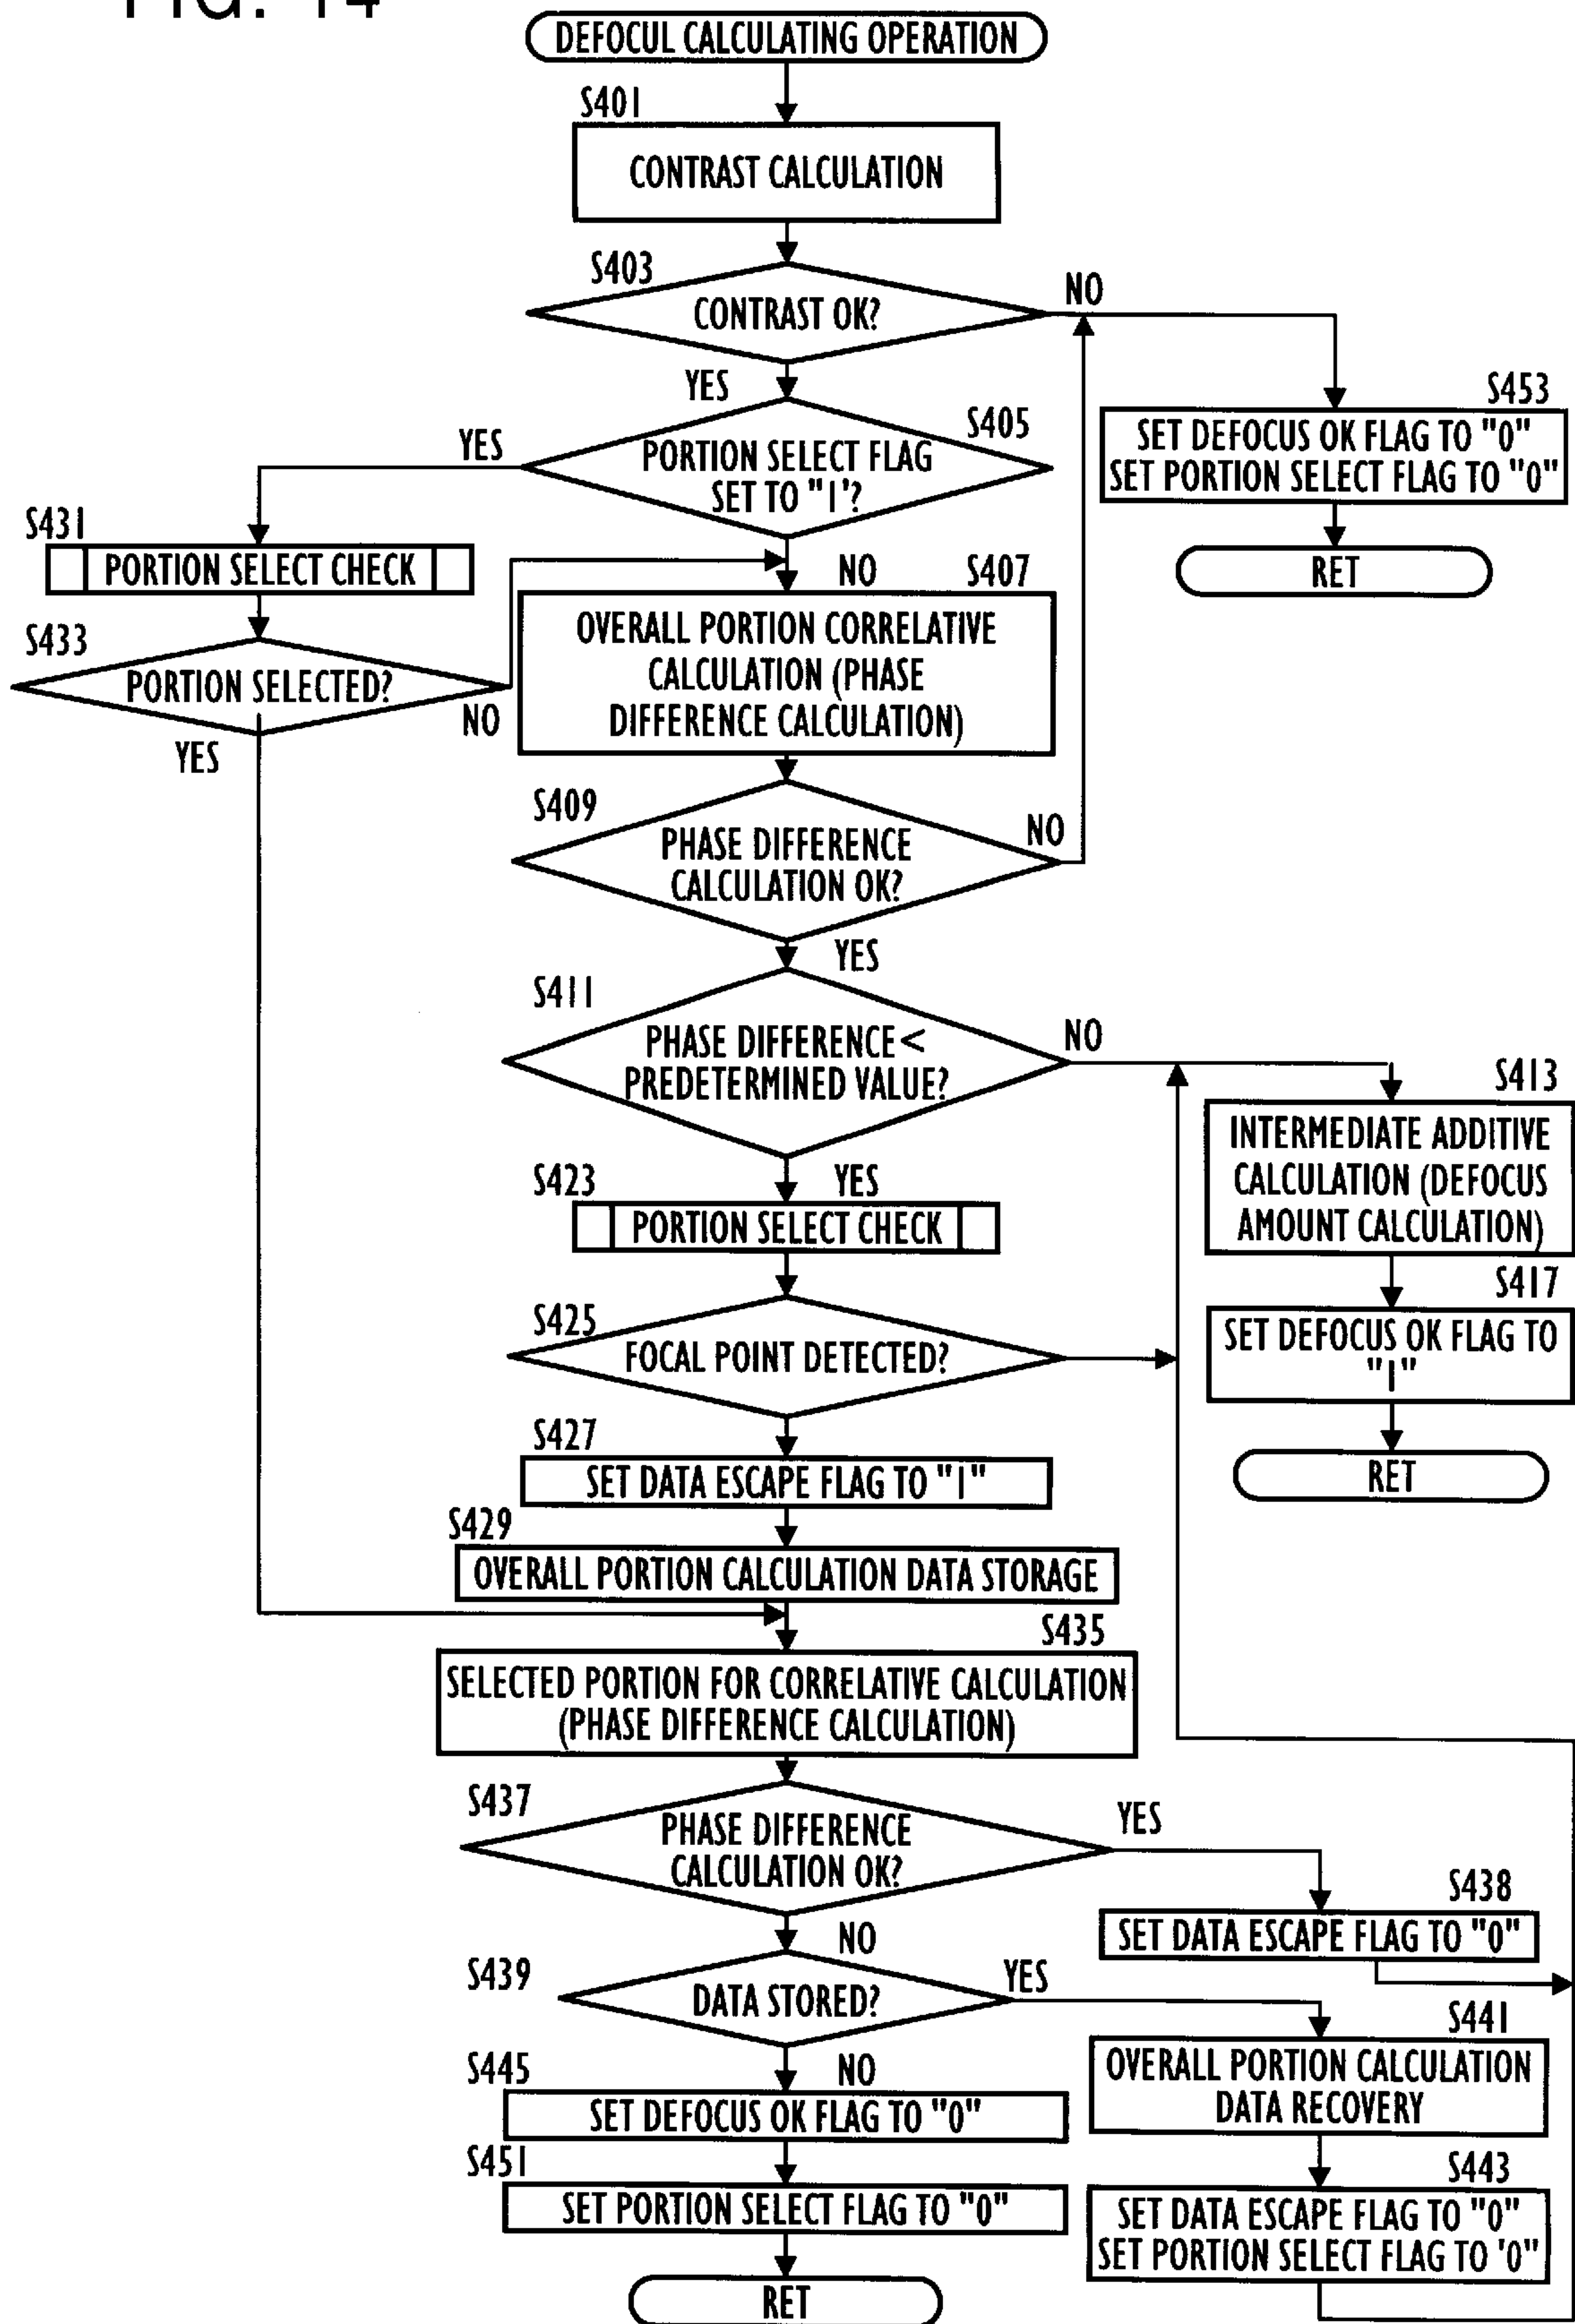 FIG. 14
DEFOCUL CALCULATING OPERATION
S401
CONTRAST CALCULATION
S403
CONTRAST OK?
NO
YES
S453
SET DEFOCUS OK FLAG TO "0"
SET PORTION SELECT FLAG TO "0"
RET
S405
YES
PORTION SELECT FLAG
SET TO "1'?
S431
PORTION SELECT CHECK
NO
S407
S433
PORTION SELECTED?
NO
YES
OVERALL PORTION CORRELATIVE
CALCULATION (PHASE
DIFFERENCE CALCULATION)
S409
PHASE DIFFERENCE
CALCULATION OK?
NO
YES
S411
PHASE DIFFERENCE <
PREDETERMINED VALUE?
NO
S413
INTERMEDIATE ADDITIVE
CALCULATION (DEFOCUS
AMOUNT CALCULATION)
S417
SET DEFOCUS OK FLAG TO
"1"
RET
S423
YES
PORTION SELECT CHECK
S425
FOCAL POINT DETECTED?
S427
SET DATA ESCAPE FLAG TO "1"
S429
OVERALL PORTION CALCULATION DATA STORAGE
S435
SELECTED PORTION FOR CORRELATIVE CALCULATION
(PHASE DIFFERENCE CALCULATION)
S437
PHASE DIFFERENCE
CALCULATION OK?
YES
S438
SET DATA ESCAPE FLAG TO "0"
NO
S439
DATA STORED?
YES
S441
OVERALL PORTION CALCULATION
DATA RECOVERY
S443
SET DATA ESCAPE FLAG TO "0"
SET PORTION SELECT FLAG TO '0"
S445
NO
SET DEFOCUS OK FLAG TO "0"
S451
SET PORTION SELECT FLAG TO "0"
RET